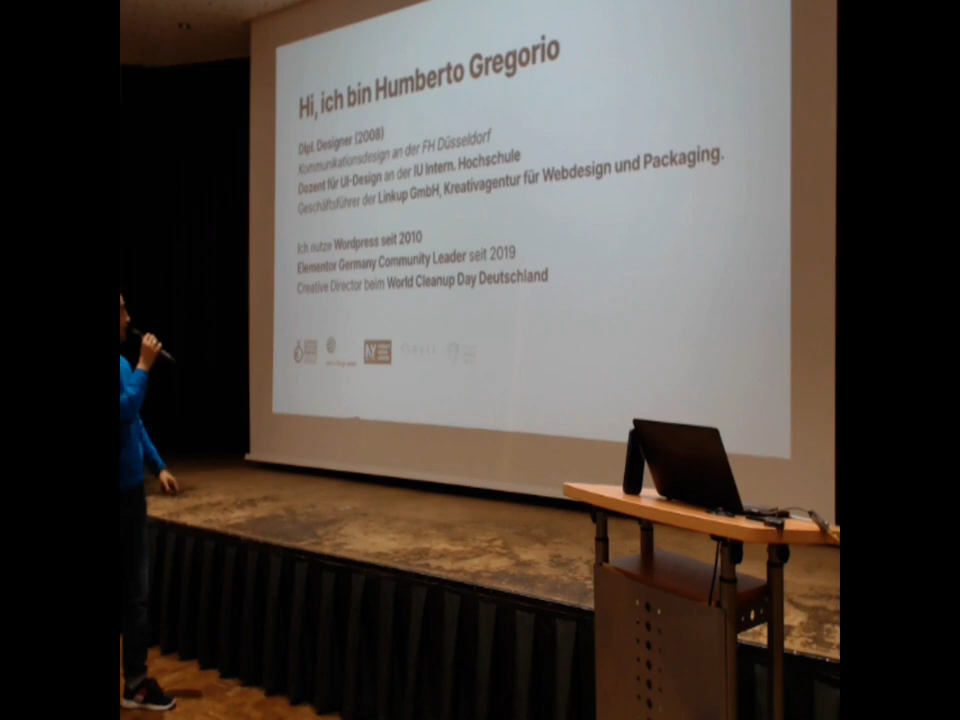 Hi, ich bin Humberto Gregorio
Dipl. Designer (2008)
Kommunikationsdesign an der FH Düsseldorf
Dozent für UI-Design an der IU Intern. Hochschule
Geschäftsführer der Linkup GmbH, Kreativagentur für Webdesign und Packaging.
Ich nutze Wordpress seit 2010
Elementor Germany Community Leader seit 2019
Creative Director beim World Cleanup Day Deutschland